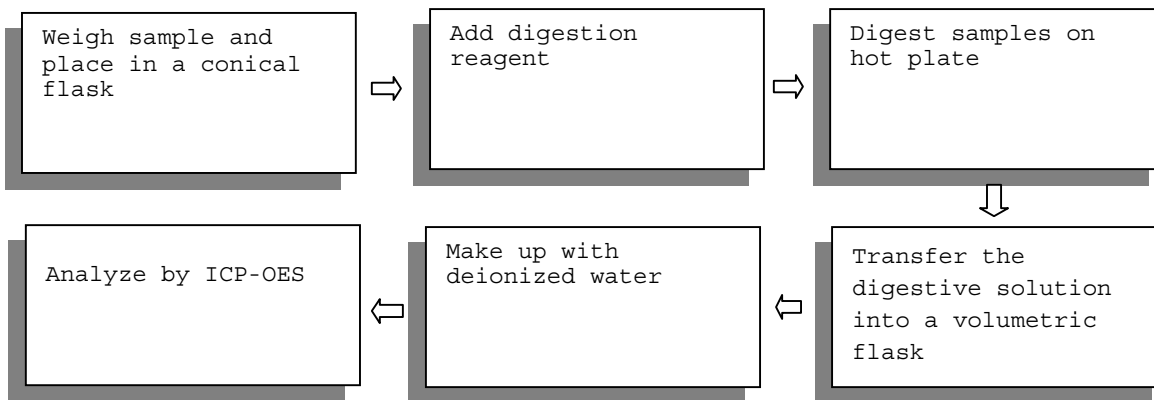 Weigh sample and
place in a conical
flask
Add digestion
reagent
Digest samples on
hot plate
Transfer the
digestive solution
into a volumetric
flask
Make up with
deionized water
Analyze by ICP-OES